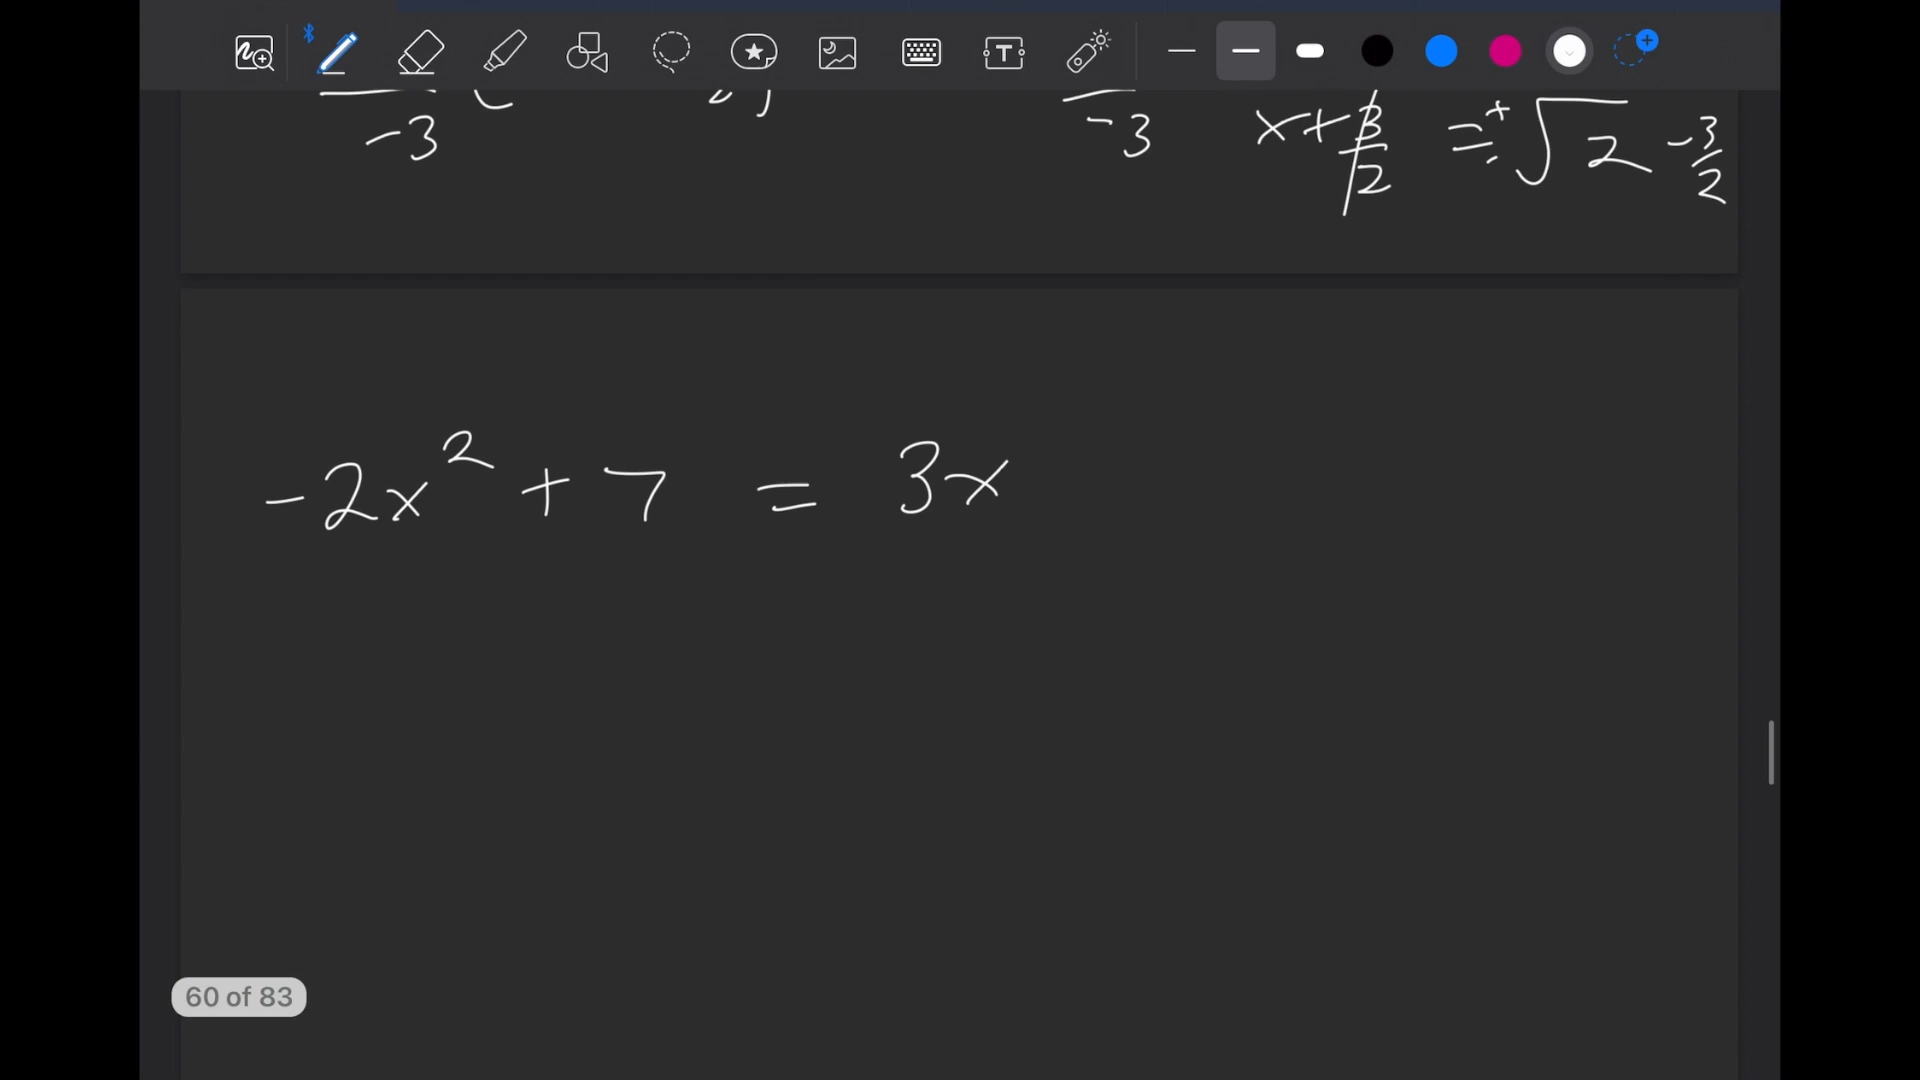 T
-3 -3 x+3/2 =±√2 -3/2
-2x² + 7 = 3x
60 of 83